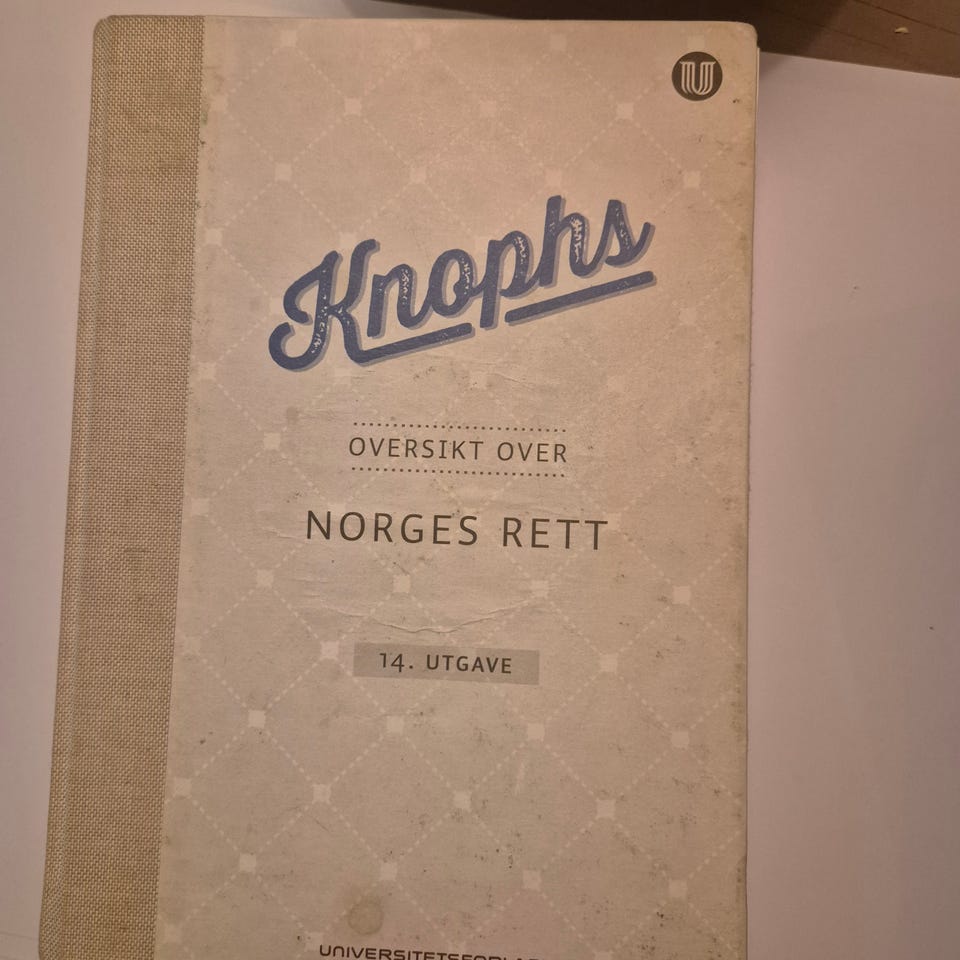 U
Knophs
OVERSIKT OVER
NORGES RETT
14. UTGAVE